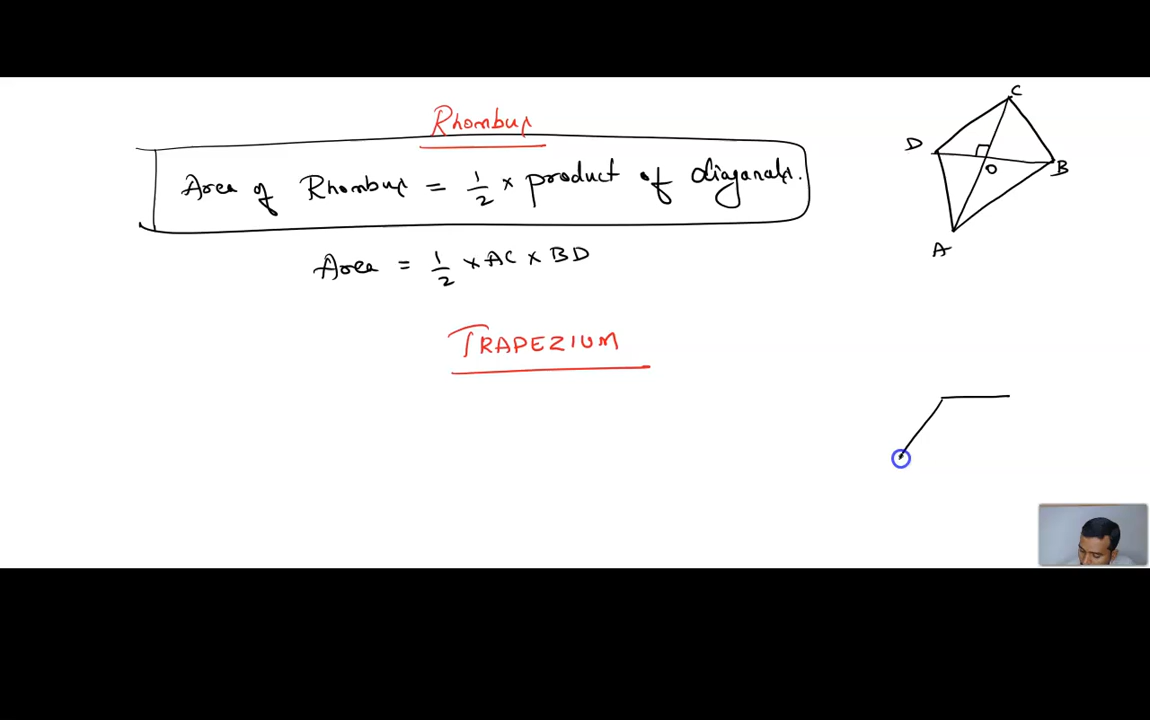 Rhombus
Area of Rhombus = 1/2 × product of diagonals.
Area = 1/2 × AC × BD
TRAPEZIUM
C
D
O
B
A